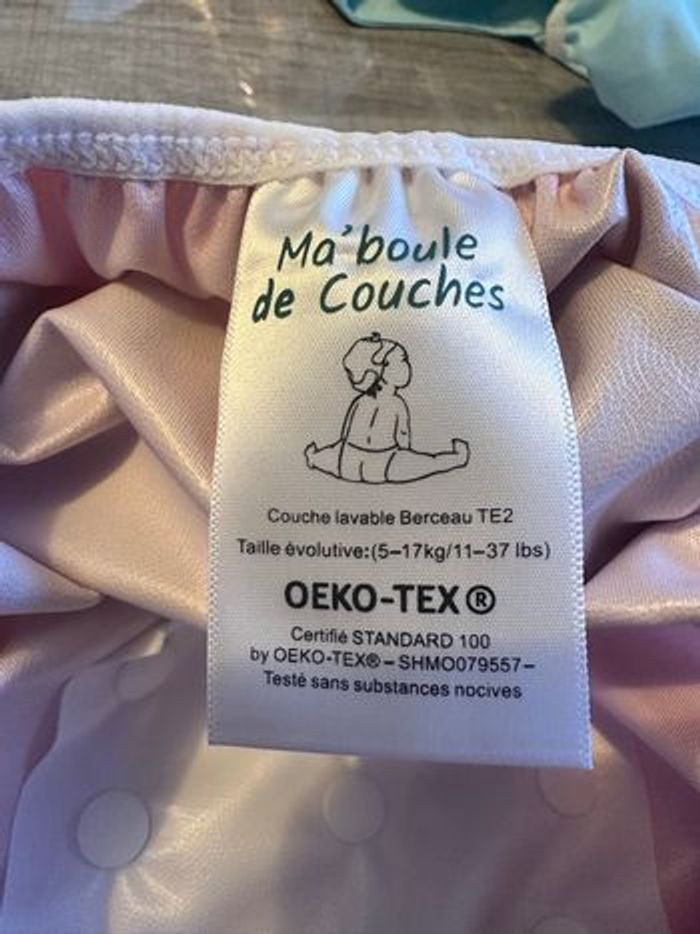 Ma'boule
de Couches
Couche lavable Berceau TE2
Taille évolutive:(5–17kg/11–37 lbs)
OEKO-TEX®
Certifié STANDARD 100
by OEKO-TEX® – SHMO079557–
Testé sans substances nocives